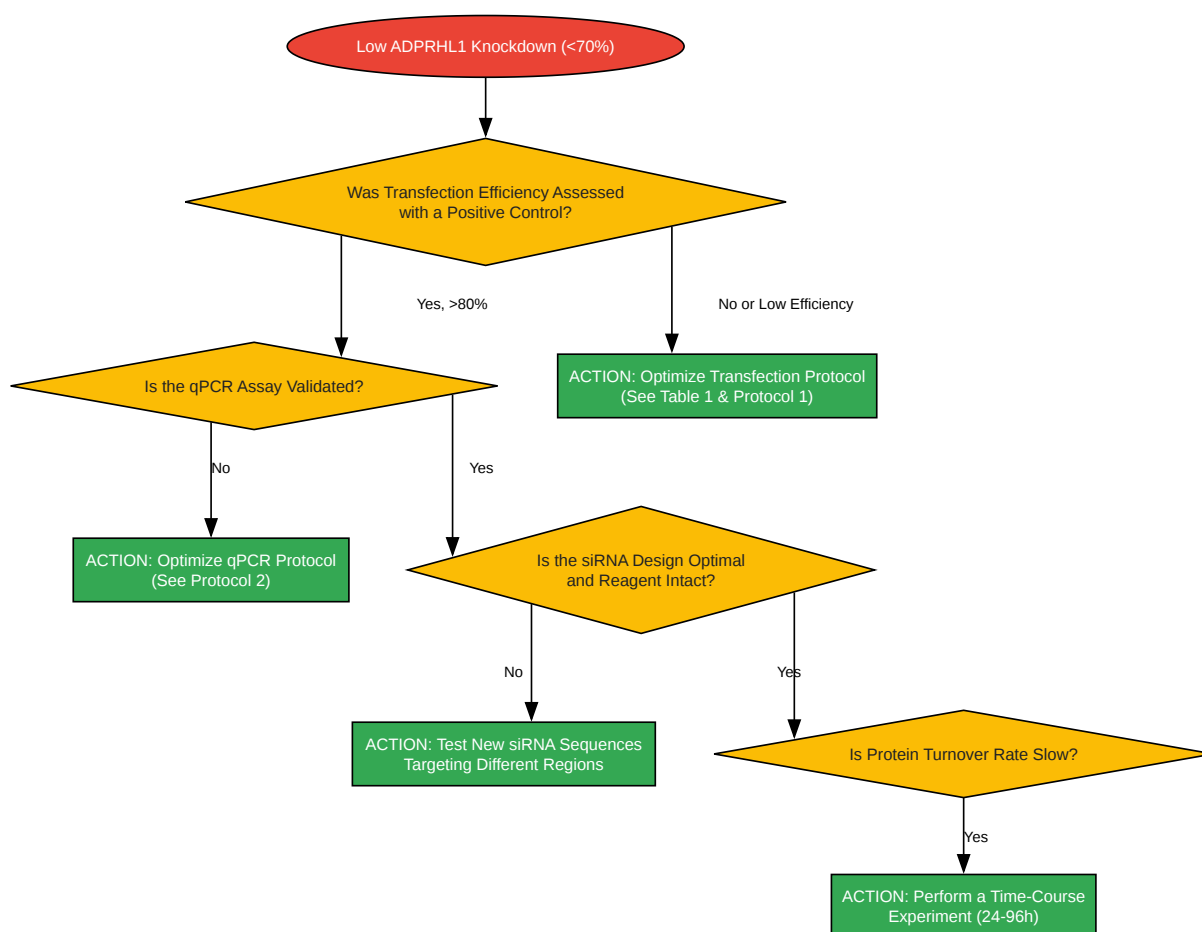 Low ADPRHL1 Knockdown (<70%)
Was Transfection Efficiency Assessed
with a Positive Control?
Yes, >80%
No or Low Efficiency
Is the qPCR Assay Validated?
ACTION: Optimize Transfection Protocol
(See Table 1 & Protocol 1)
No
Yes
ACTION: Optimize qPCR Protocol
(See Protocol 2)
Is the siRNA Design Optimal
and Reagent Intact?
No
Yes
ACTION: Test New siRNA Sequences
Targeting Different Regions
Is Protein Turnover Rate Slow?
Yes
ACTION: Perform a Time-Course
Experiment (24-96h)